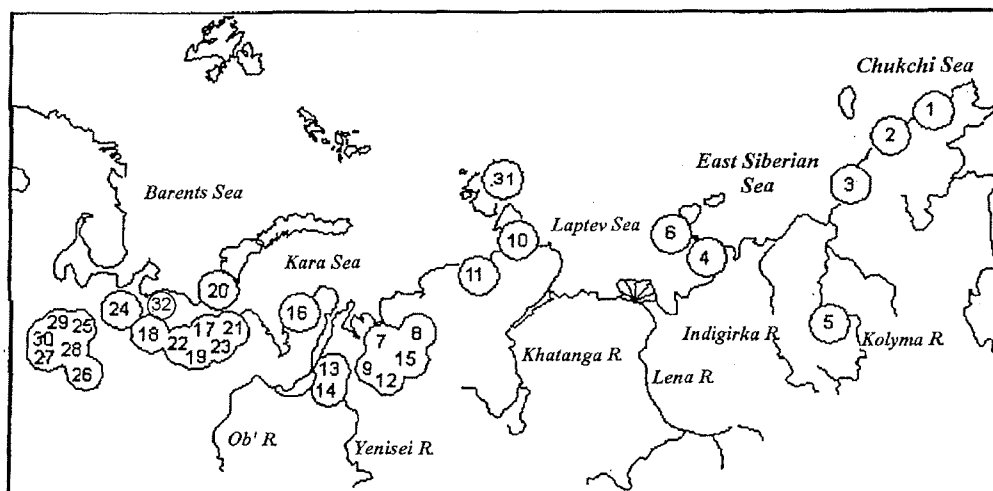 Chukchi Sea
1
2
East Siberian
Sea
3
31
Barents Sea
Laptev Sea
6
10
4
Kara Sea
11
20
24
32
16
29 25
17 21
18
30
28
22
23
27
19
26
7
8
15
9
12
13
14
5
Khatanga R.
Indigirka R.
Kolyma R.
Lena R.
Ob' R.
Yenisei R.